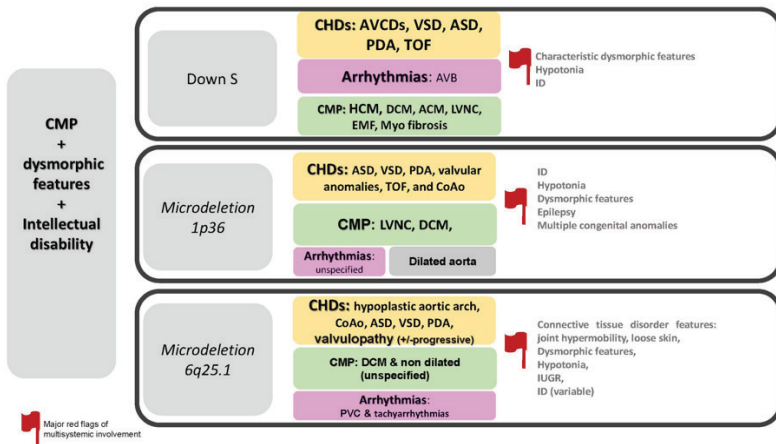 CMP
+
dysmorphic
features
+
Intellectual
disability
Down S
CHDs: AVCDs, VSD, ASD,
PDA, TOF
Arrhythmias: AVB
CMP: HCM, DCM, ACM, LVNC,
EMF, Myo fibrosis
Characteristic dysmorphic features
Hypotonia
ID
Microdeletion
1p36
CHDs: ASD, VSD, PDA, valvular
anomalies, TOF, and CoAo
CMP: LVNC, DCM,
Arrhythmias:
unspecified
Dilated aorta
ID
Hypotonia
Dysmorphic features
Epilepsy
Multiple congenital anomalies
Microdeletion
6q25.1
CHDs: hypoplastic aortic arch,
CoAo, ASD, VSD, PDA,
valvulopathy (+/-progressive)
CMP: DCM & non dilated
(unspecified)
Arrhythmias:
PVC & tachyarrhythmias
Connective tissue disorder features:
joint hypermobility, loose skin,
Dysmorphic features,
Hypotonia,
IUGR,
ID (variable)
Major red flags of
multisystemic involvement